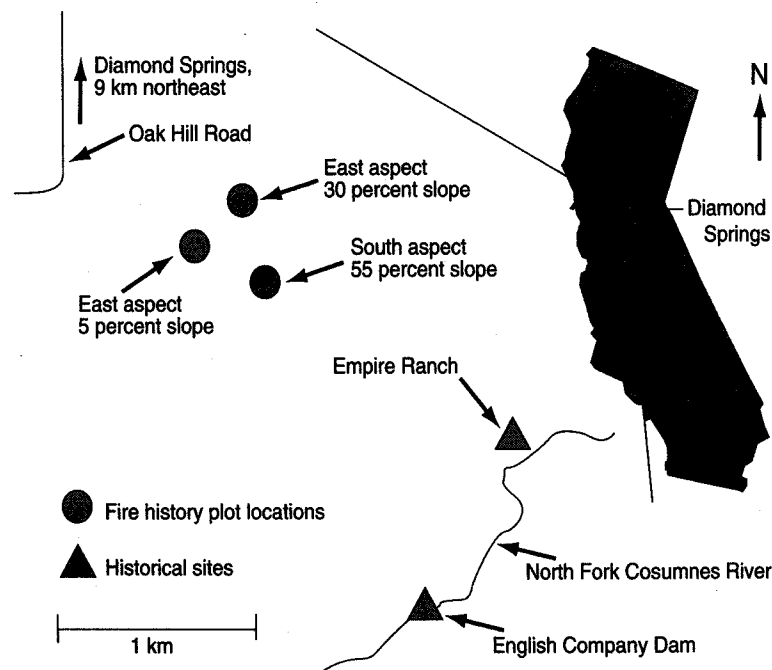 Diamond Springs,
9 km northeast
Oak Hill Road
N
East aspect
30 percent slope
Diamond
Springs
South aspect
55 percent slope
East aspect
5 percent slope
Empire Ranch
Fire history plot locations
Historical sites
North Fork Cosumnes River
English Company Dam
1 km